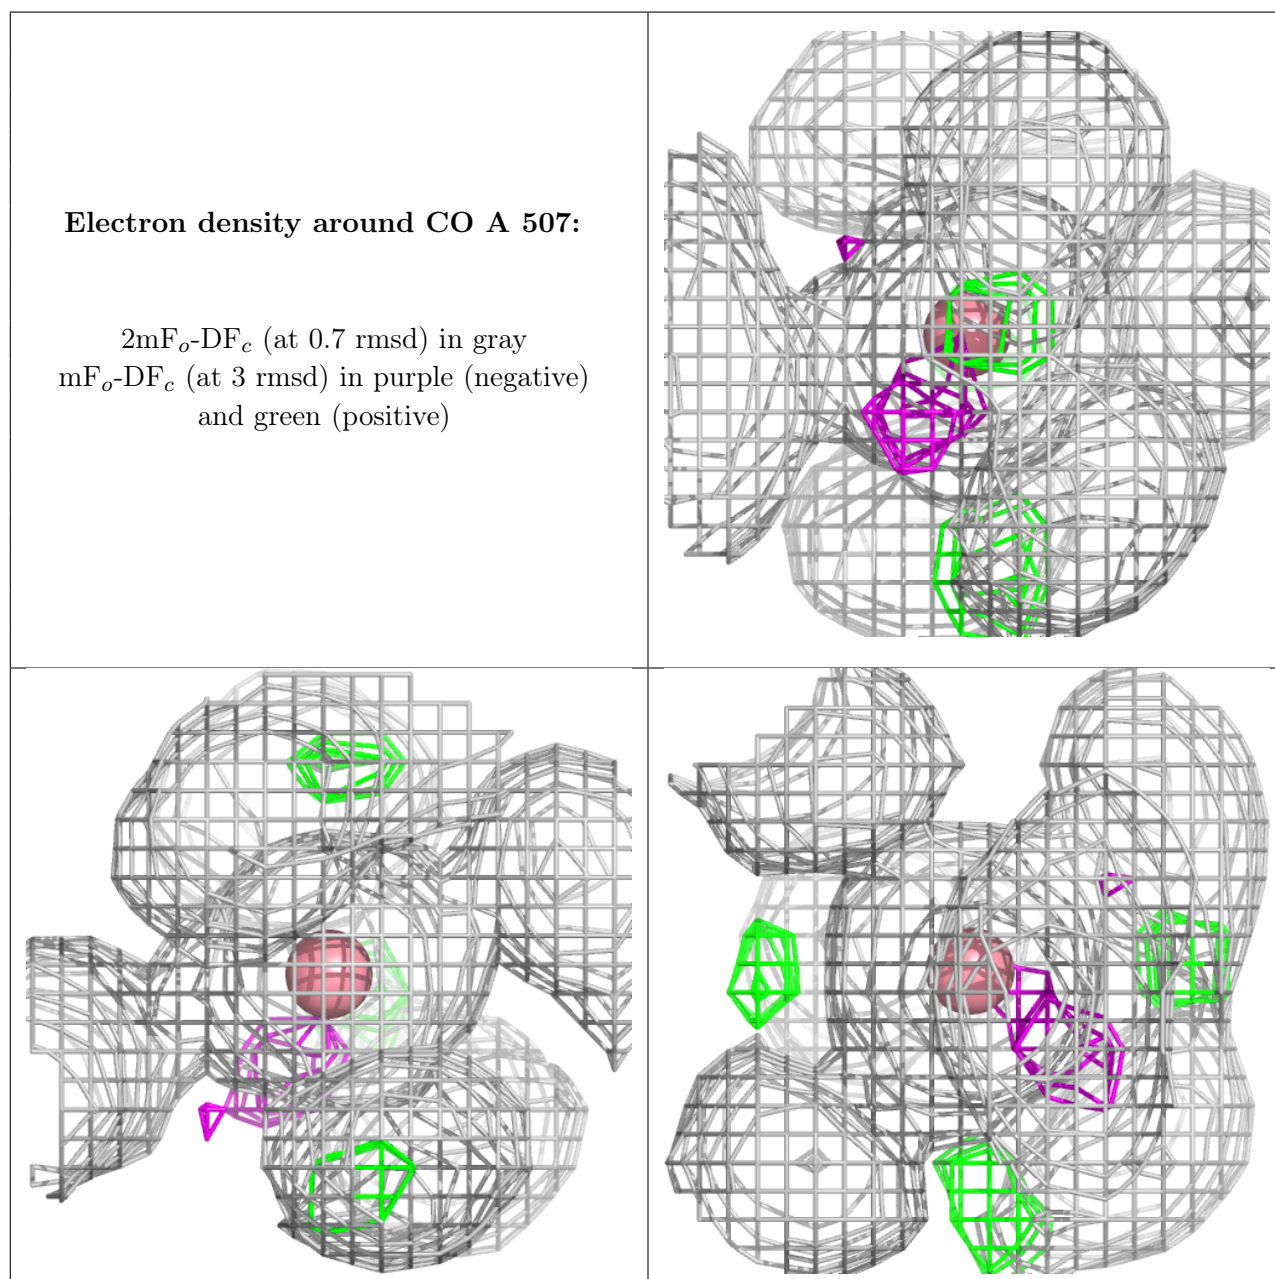 Electron density around CO A 507:
2mFₒ-DF𝑐 (at 0.7 rmsd) in gray
mFₒ-DF𝑐 (at 3 rmsd) in purple (negative)
and green (positive)